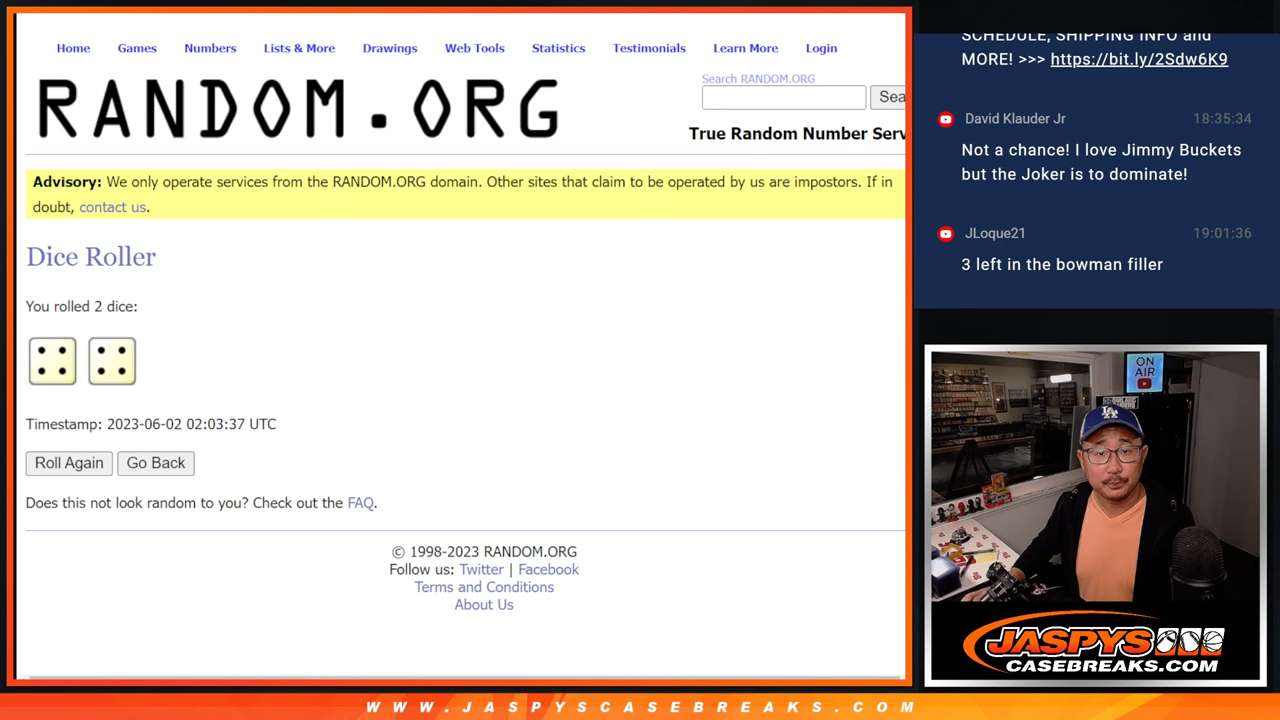 Home Games Numbers Lists & More Drawings Web Tools Statistics Testimonials Learn More Login
RANDOM.ORG
Search RANDOM.ORG
Sea
True Random Number Serv
Advisory: We only operate services from the RANDOM.ORG domain. Other sites that claim to be operated by us are impostors. If in
doubt, contact us.
Dice Roller
You rolled 2 dice:
Timestamp: 2023-06-02 02:03:37 UTC
Roll Again Go Back
Does this not look random to you? Check out the FAQ.
© 1998-2023 RANDOM.ORG
Follow us: Twitter | Facebook
Terms and Conditions
About Us
SCHEDULE, SHIPPING INFO and
MORE! >>> https://bit.ly/2Sdw6K9
David Klauder Jr 18:35:34
Not a chance! I love Jimmy Buckets
but the Joker is to dominate!
JLoque21 19:01:36
3 left in the bowman filler
ON
AIR
LA
JASPYS
CASEBREAKS.COM
WWW.JASPYSCASEBREAKS.COM